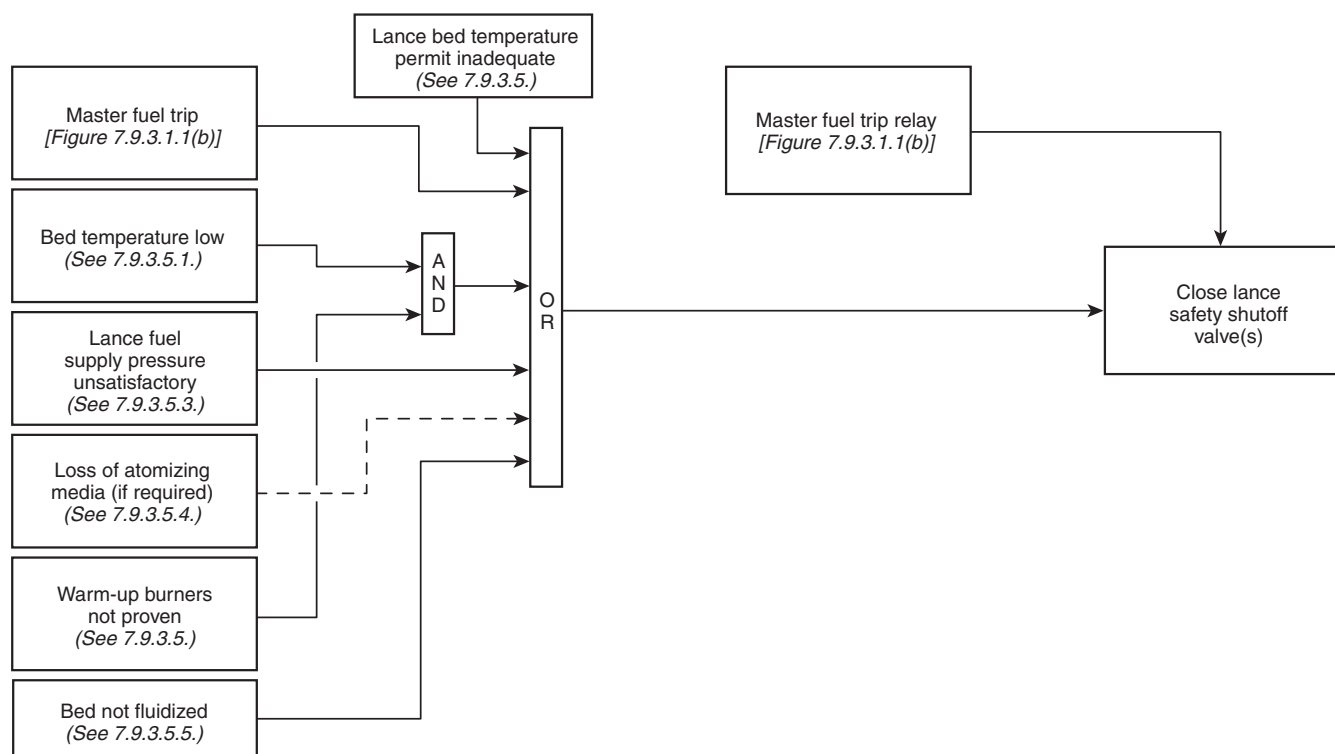 Lance bed temperature
permit inadequate
(See 7.9.3.5.)
Master fuel trip
[Figure 7.9.3.1.1(b)]
Master fuel trip relay
[Figure 7.9.3.1.1(b)]
Bed temperature low
(See 7.9.3.5.1.)
A
N
D
O
R
Close lance
safety shutoff
valve(s)
Lance fuel
supply pressure
unsatisfactory
(See 7.9.3.5.3.)
Loss of atomizing
media (if required)
(See 7.9.3.5.4.)
Warm-up burners
not proven
(See 7.9.3.5.)
Bed not fluidized
(See 7.9.3.5.5.)